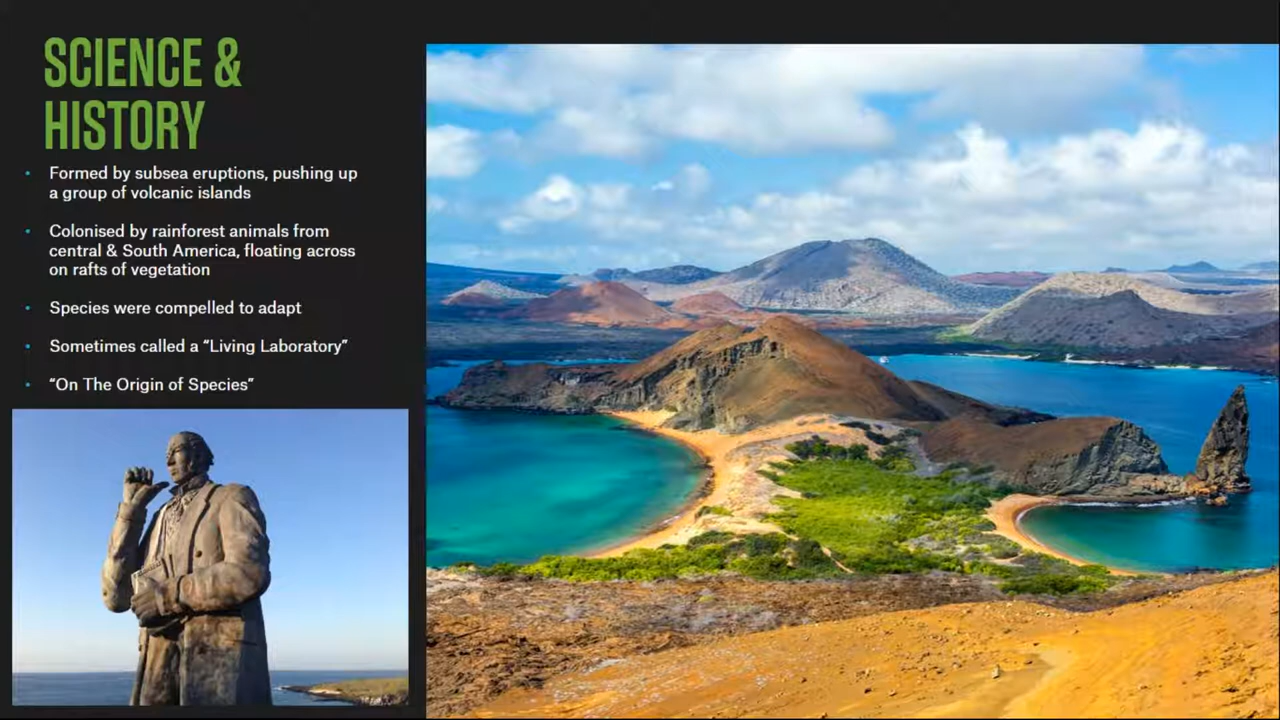 SCIENCE &
HISTORY
• Formed by subsea eruptions, pushing up
a group of volcanic islands
• Colonised by rainforest animals from
central & South America, floating across
on rafts of vegetation
• Species were compelled to adapt
• Sometimes called a “Living Laboratory”
• “On The Origin of Species”